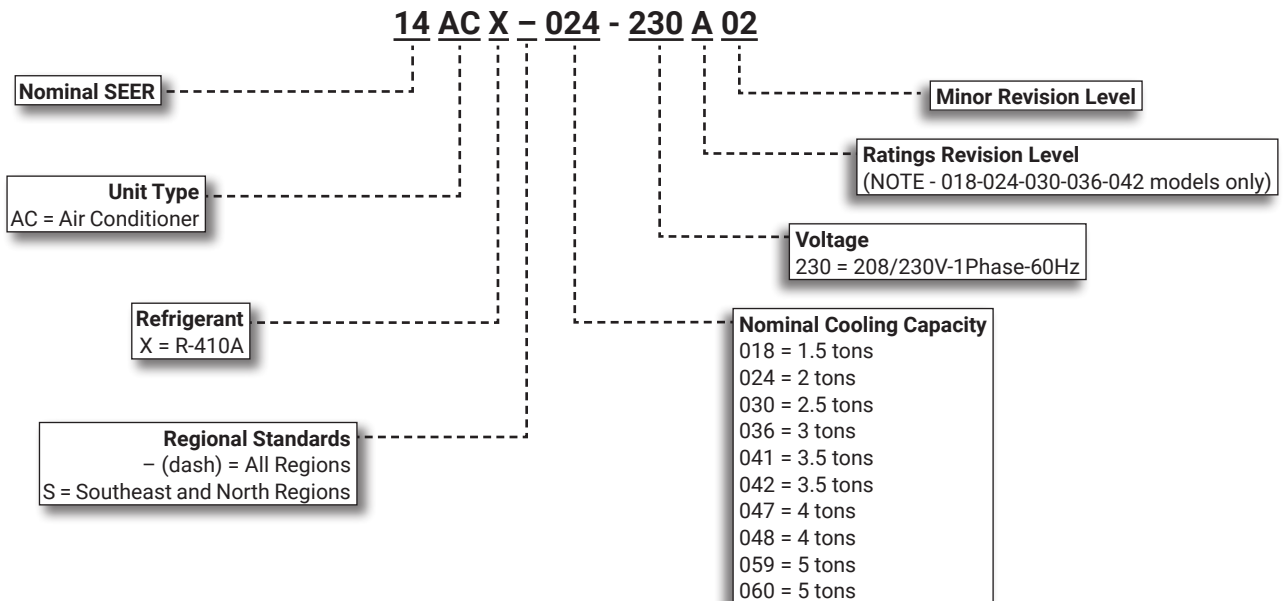 14 AC X – 024 - 230 A 02
Nominal SEER
Minor Revision Level
Ratings Revision Level
(NOTE - 018-024-030-036-042 models only)
Unit Type
AC = Air Conditioner
Voltage
230 = 208/230V-1Phase-60Hz
Refrigerant
X = R-410A
Nominal Cooling Capacity
018 = 1.5 tons
024 = 2 tons
030 = 2.5 tons
036 = 3 tons
041 = 3.5 tons
042 = 3.5 tons
047 = 4 tons
048 = 4 tons
059 = 5 tons
060 = 5 tons
Regional Standards
– (dash) = All Regions
S = Southeast and North Regions